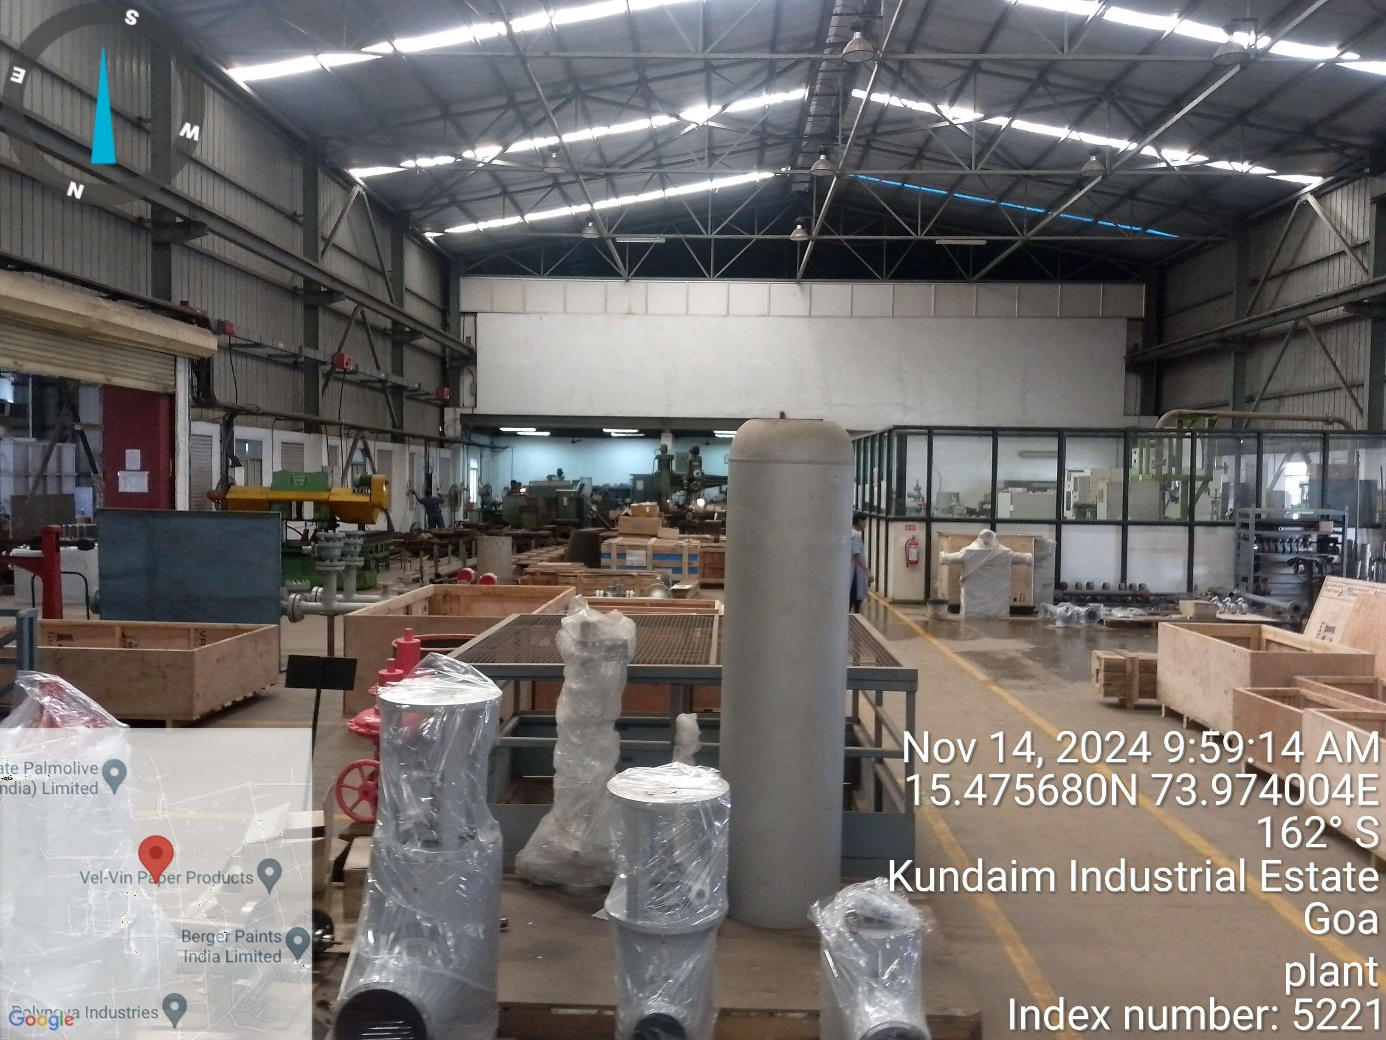 S
E
W
N
ate Palmolive
ndia) Limited
Vel-Vin Paper Products
Berger Paints
India Limited
Polynova Industries
Google
Nov 14, 2024 9:59:14 AM
15.475680N 73.974004E
162° S
Kundaim Industrial Estate
Goa
plant
Index number: 5221